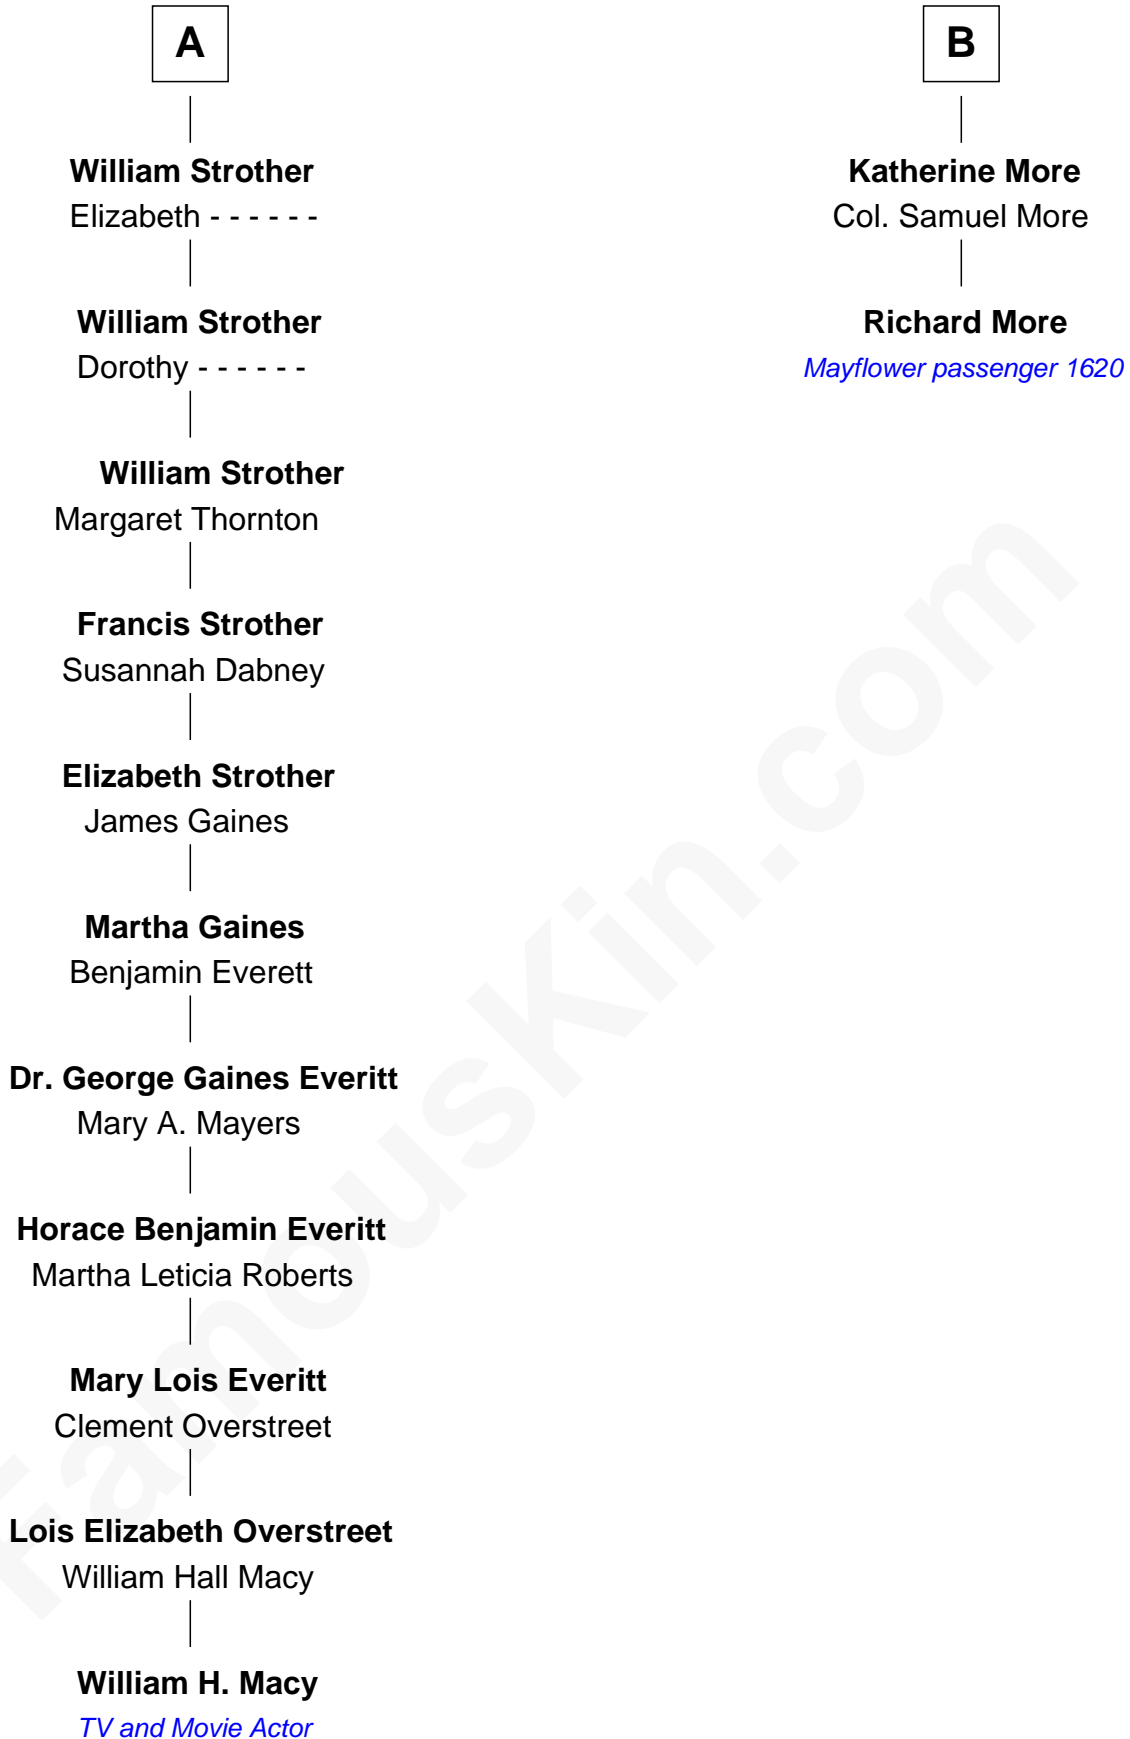 A
William Strother
Elizabeth - - - - - -
William Strother
Dorothy - - - - - -
William Strother
Margaret Thornton
Francis Strother
Susannah Dabney
Elizabeth Strother
James Gaines
Martha Gaines
Benjamin Everett
Dr. George Gaines Everitt
Mary A. Mayers
Horace Benjamin Everitt
Martha Leticia Roberts
Mary Lois Everitt
Clement Overstreet
Lois Elizabeth Overstreet
William Hall Macy
William H. Macy
TV and Movie Actor
B
Katherine More
Col. Samuel More
Richard More
Mayflower passenger 1620
FamousKin.com